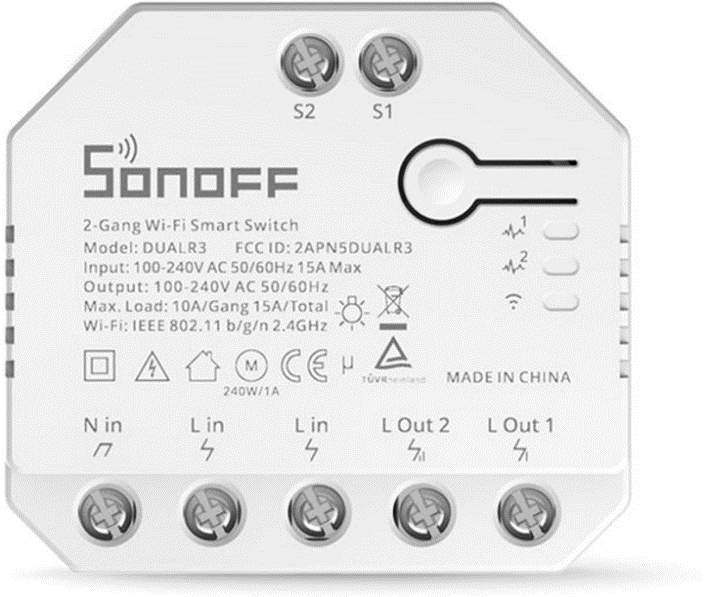 S2 S1
SONOFF
2-Gang Wi-Fi Smart Switch
Model: DUALR3 FCC ID: 2APN5DUALR3
Input: 100-240V AC 50/60Hz 15A Max
Output: 100-240V AC 50/60Hz
Max. Load: 10A/Gang 15A/Total
Wi-Fi: IEEE 802.11 b/g/n 2.4GHz
1
2
M
240W/1A
CE
µ
TÜVRheinland
MADE IN CHINA
N in L in L in L Out 2 L Out 1